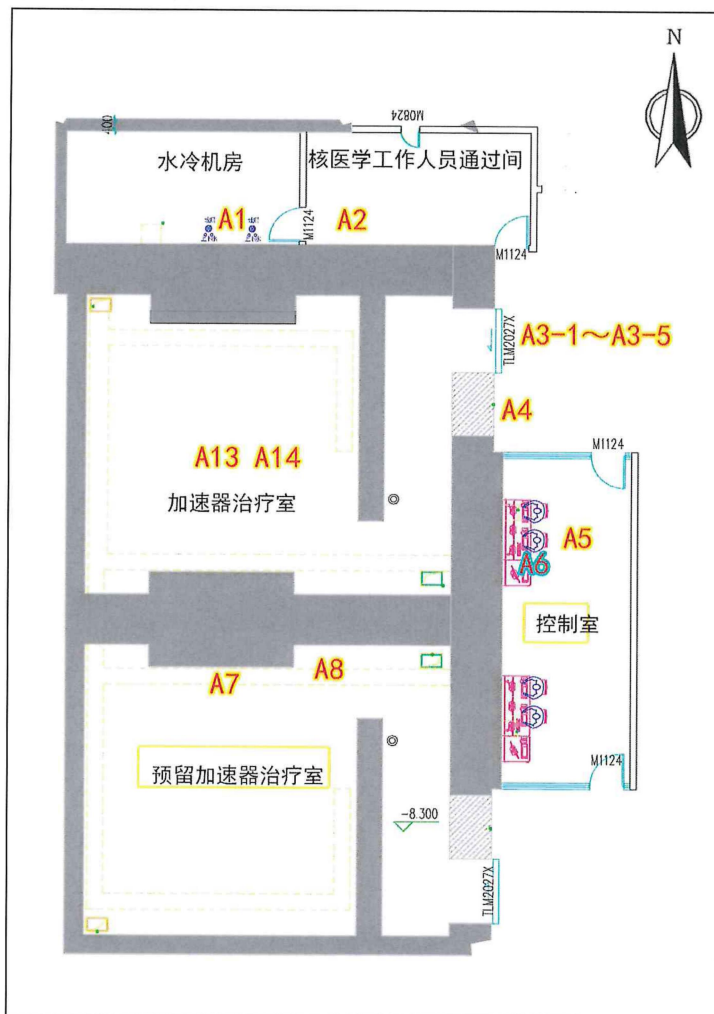 N
M0824
400
水冷机房
核医学工作人员通过间
A1
A2
M1124
M1124
TLM2027X
A3-1～A3-5
A4
M1124
A13 A14
加速器治疗室
A5
A6
控制室
A7
A8
预留加速器治疗室
M1124
-8.300
TLM2027X